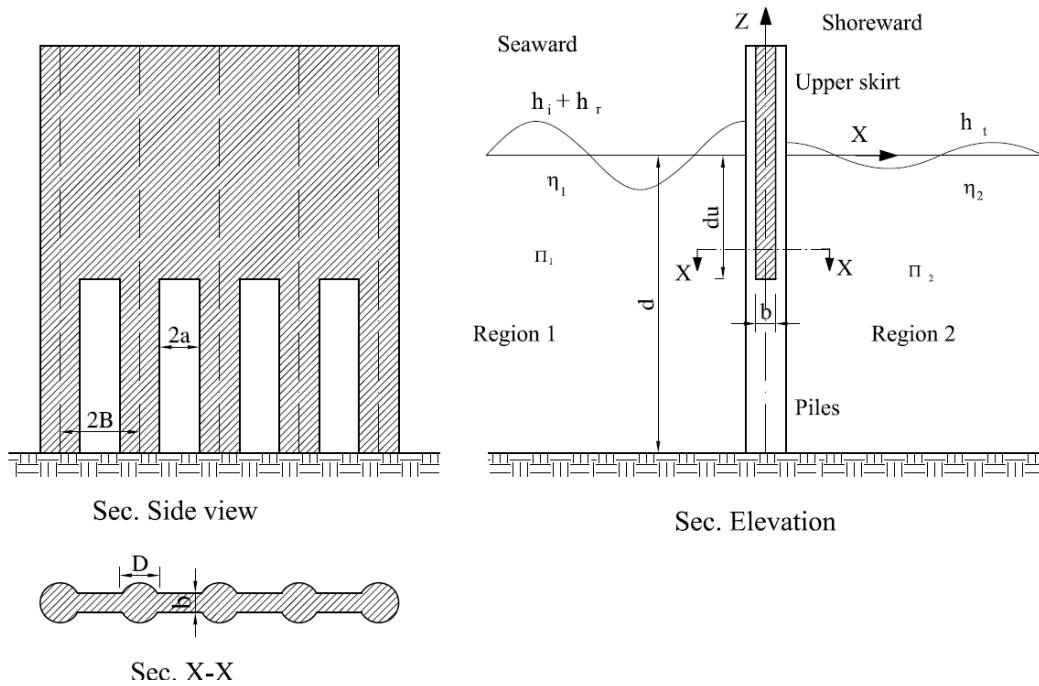 2a
2B
Sec. Side view
D
b
Sec. X-X
Z
Seaward
Shoreward
Upper skirt
h i + h r
X
h t
η1
du
η2
Π1
X
X
Π2
d
b
Region 1
Region 2
Piles
Sec. Elevation